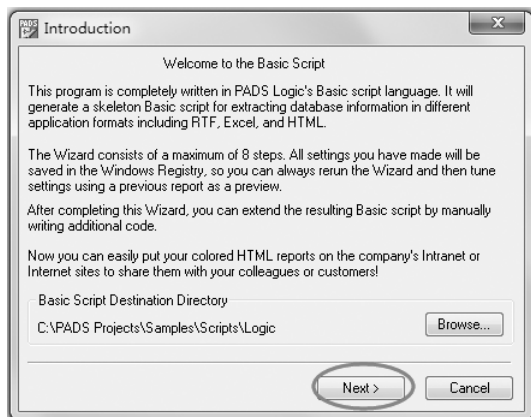 PADS
Introduction
Welcome to the Basic Script
This program is completely written in PADS Logic's Basic script language. It will
generate a skeleton Basic script for extracting database information in different
application formats including RTF, Excel, and HTML.
The Wizard consists of a maximum of 8 steps. All settings you have made will be
saved in the Windows Registry, so you can always rerun the Wizard and then tune
settings using a previous report as a preview.
After completing this Wizard, you can extend the resulting Basic script by manually
writing additional code.
Now you can easily put your colored HTML reports on the company's Intranet or
Internet sites to share them with your colleagues or customers!
Basic Script Destination Directory
C:\PADS Projects\Samples\Scripts\Logic
Browse...
Next >
Cancel